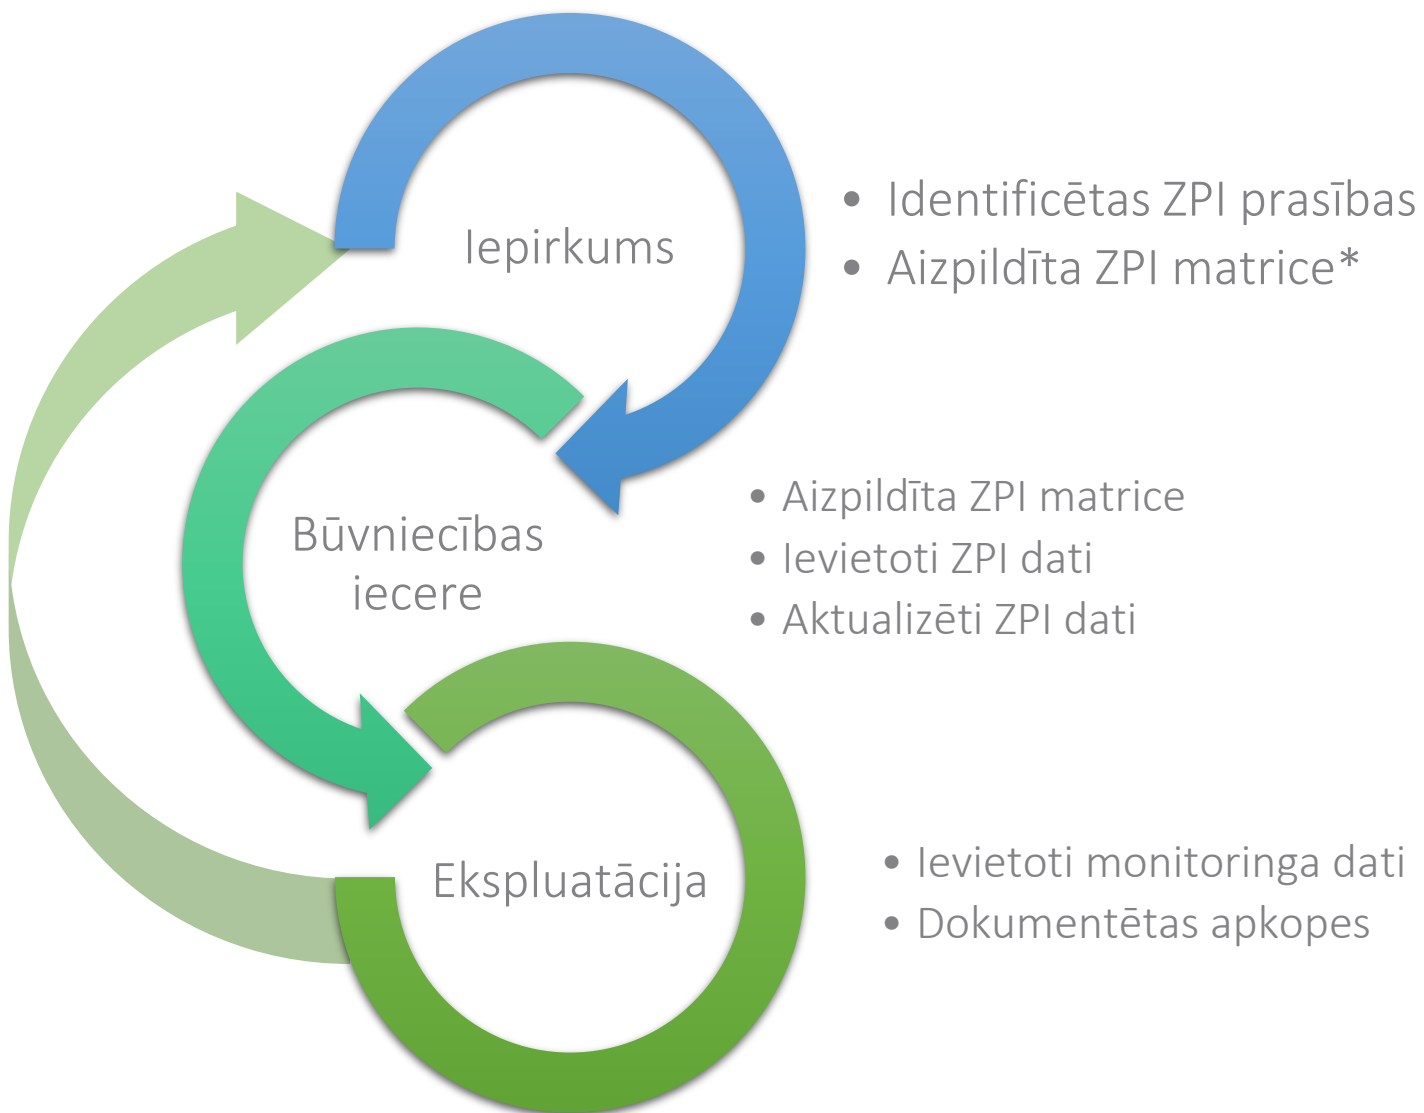 Iepirkums
• Identificētas ZPI prasības
• Aizpildīta ZPI matrice*
Būvniecības
iecere
• Aizpildīta ZPI matrice
• Ievietoti ZPI dati
• Aktualizēti ZPI dati
Ekspluatācija
• Ievietoti monitoringa dati
• Dokumentētas apkopes